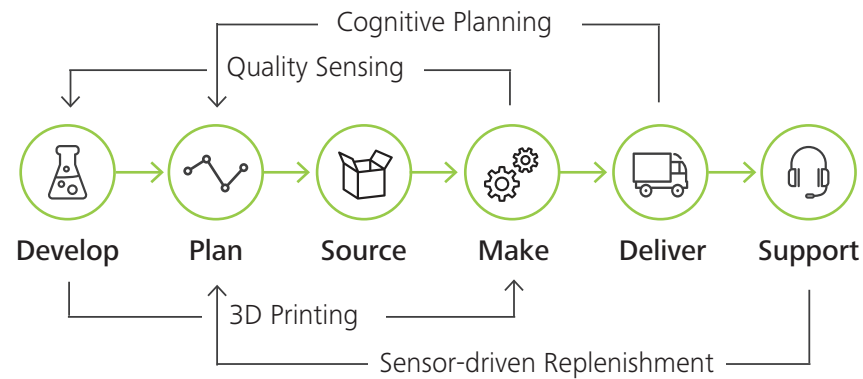 Cognitive Planning
Quality Sensing
Develop
Plan
Source
Make
Deliver
Support
3D Printing
Sensor-driven Replenishment